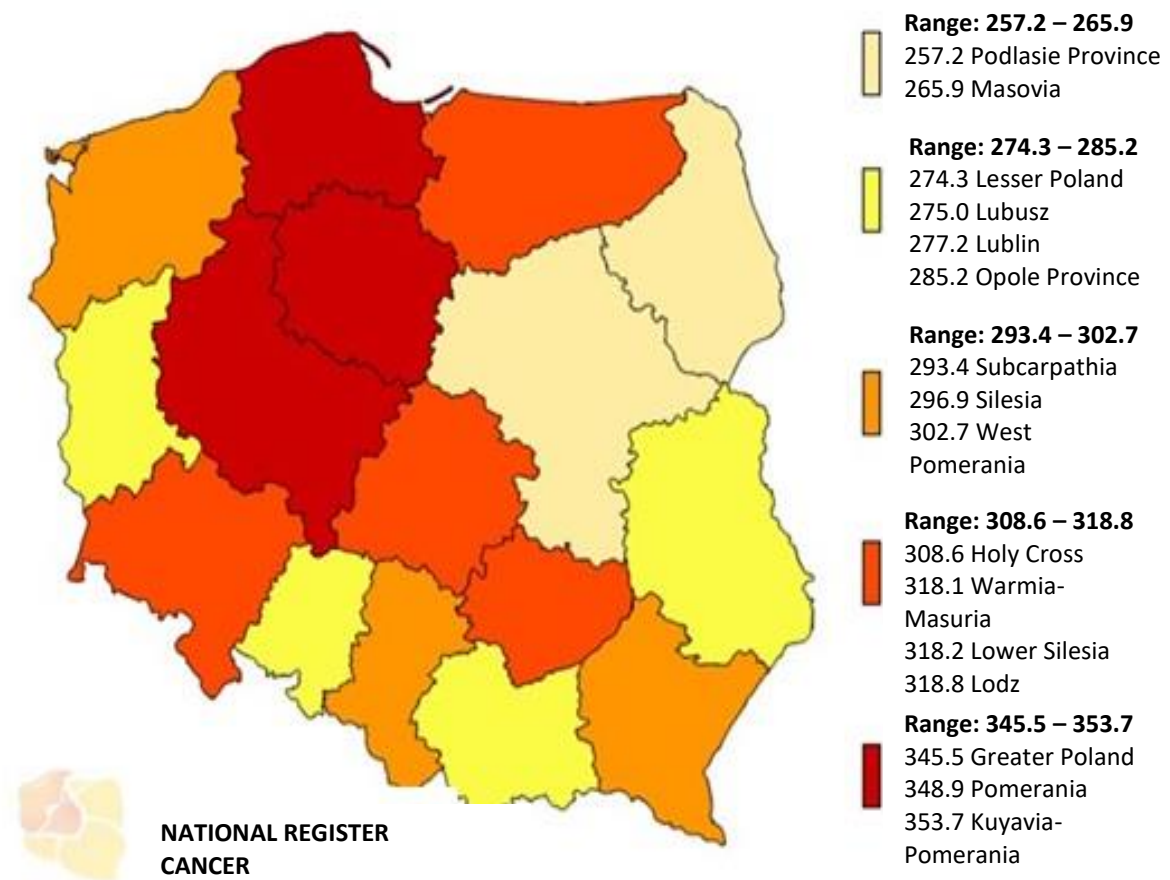 Range: 257.2 – 265.9
257.2 Podlasie Province
265.9 Masovia
Range: 274.3 – 285.2
274.3 Lesser Poland
275.0 Lubusz
277.2 Lublin
285.2 Opole Province
Range: 293.4 – 302.7
293.4 Subcarpathia
296.9 Silesia
302.7 West
Pomerania
Range: 308.6 – 318.8
308.6 Holy Cross
318.1 Warmia-
Masuria
318.2 Lower Silesia
318.8 Lodz
Range: 345.5 – 353.7
345.5 Greater Poland
348.9 Pomerania
353.7 Kuyavia-
Pomerania
NATIONAL REGISTER
CANCER